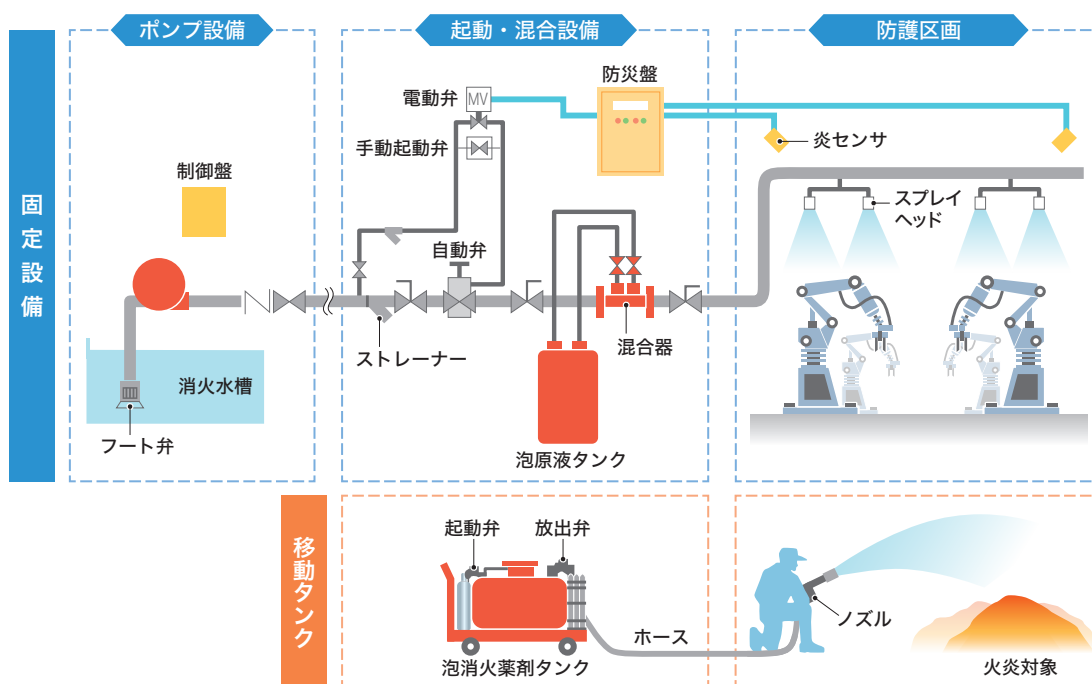 ポンプ設備
起動・混合設備
防護区画
固定設備
制御盤
消火水槽
フート弁
電動弁
MV
手動起動弁
防災盤
自動弁
ストレーナー
混合器
泡原液タンク
炎センサ
スプレイ
ヘッド
移動タンク
起動弁
放出弁
泡消火薬剤タンク
ホース
ノズル
火炎対象